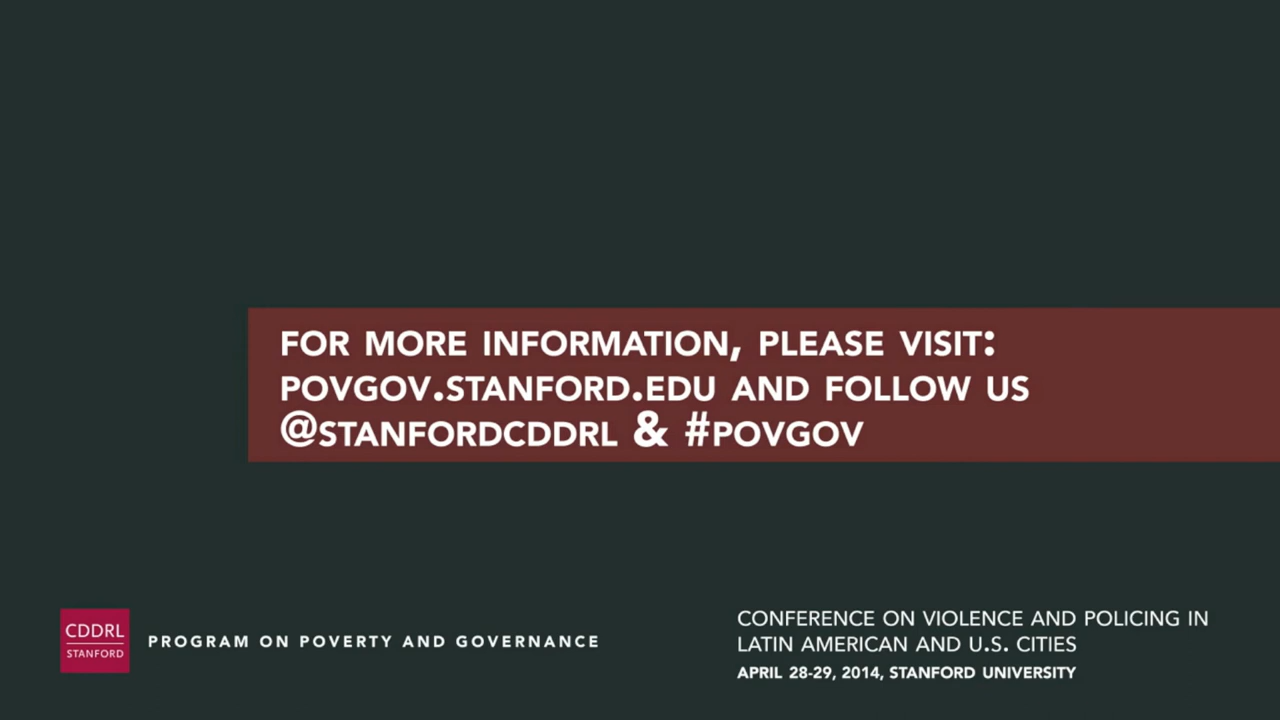 FOR MORE INFORMATION, PLEASE VISIT:
POVGOV.STANFORD.EDU AND FOLLOW US
@STANFORDCDDRL & #POVGOV
CDDRL
STANFORD
PROGRAM ON POVERTY AND GOVERNANCE
CONFERENCE ON VIOLENCE AND POLICING IN
LATIN AMERICAN AND U.S. CITIES
APRIL 28-29, 2014, STANFORD UNIVERSITY